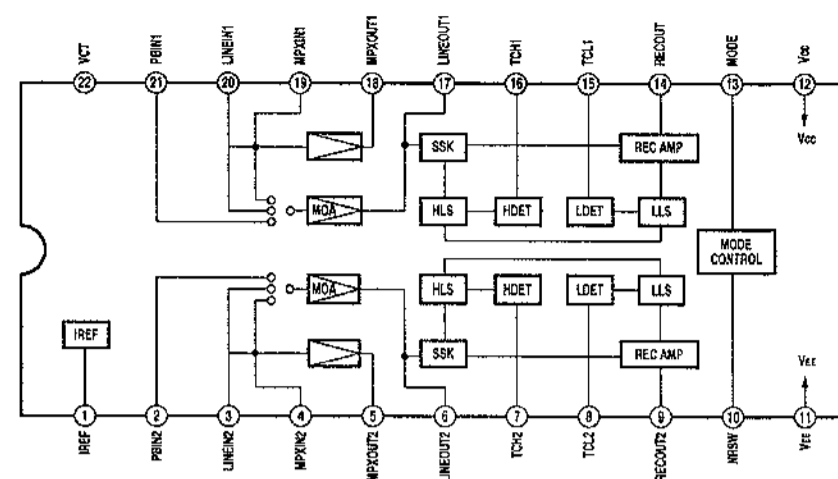 VCT PBIN1 LINEIN1 MPXIN1 MPXOUT1 LINEOUT1 TCH1 TCL1 RECOUT MODE Vcc
22 21 20 19 18 17 16 15 14 13 12
Vcc
SSK REC AMP
MOA HLS HDET LDET LLS
MODE
CONTROL
MOA HLS HDET LDET LLS
IREF SSK REC AMP
VEE
1 2 3 4 5 6 7 8 9 10 11
IREF PBIN2 LINEIN2 MPXIN2 MPXOUT2 LINEOUT2 TCH2 TCL2 RECOUT2 NRSW VEE